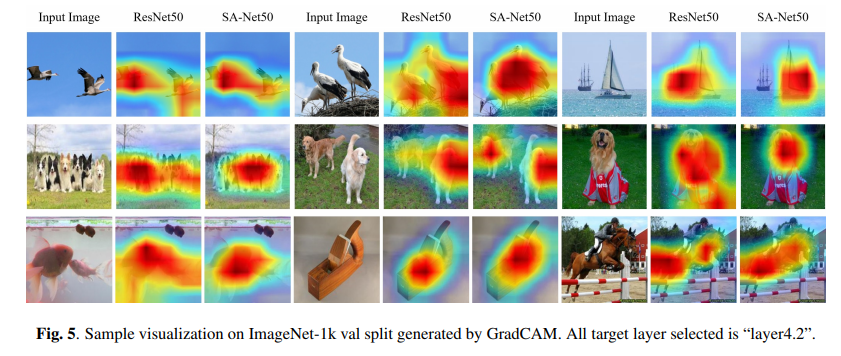 Input Image ResNet50 SA-Net50 Input Image ResNet50 SA-Net50 Input Image ResNet50 SA-Net50
Fig. 5. Sample visualization on ImageNet-1k val split generated by GradCAM. All target layer selected is “layer4.2”.